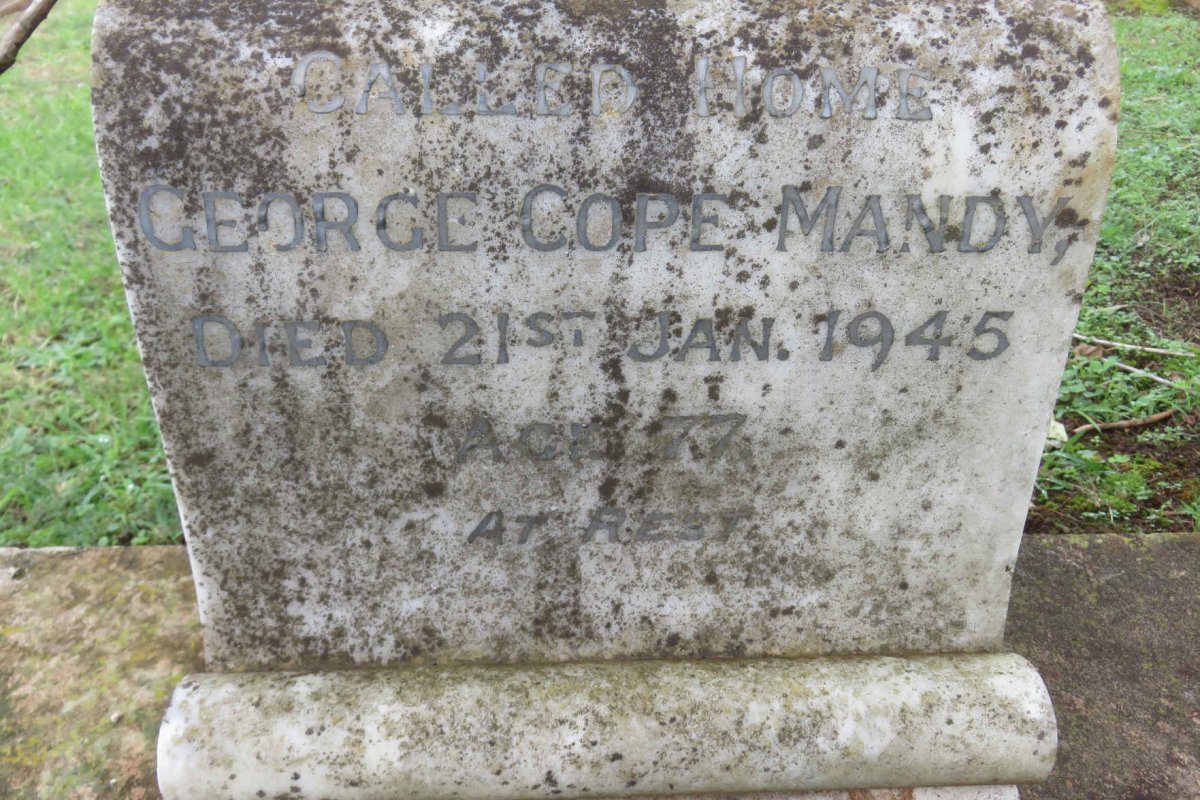 CALLED HOME
GEORGE COPE MANDY,
DIED 21ST JAN. 1945
AGE 77.
AT REST.